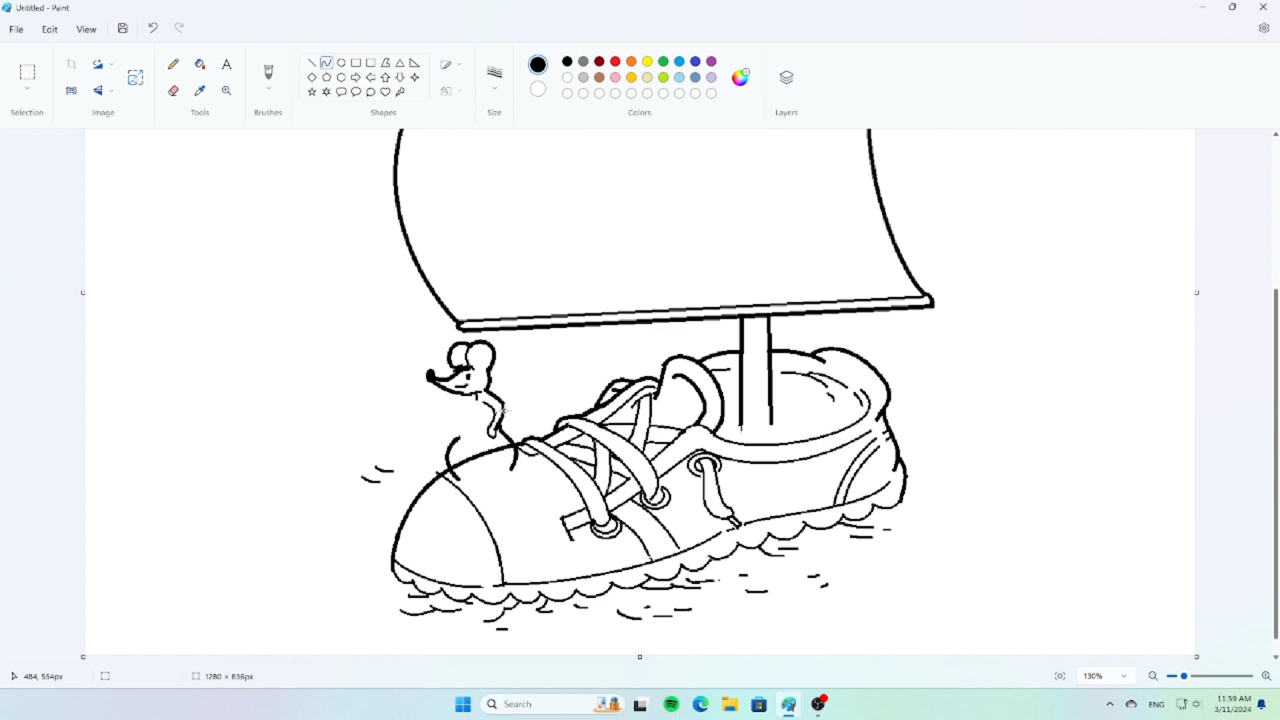 Untitled - Paint
File Edit View
Selection Image Tools Brushes Shapes Size Colors Layers
484, 554px 1280 × 836px 130%
Search ENG 11:59 AM
3/11/2024